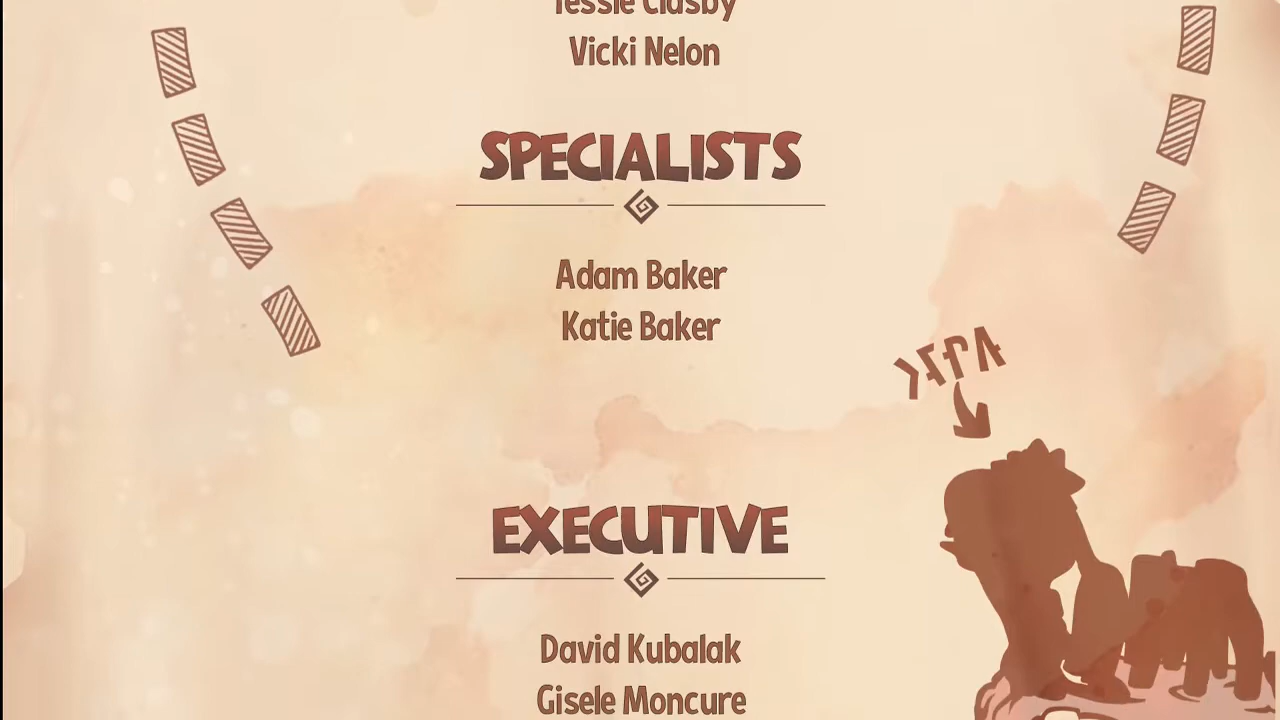 Vicki Nelon
SPECIALISTS
Adam Baker
Katie Baker
EXECUTIVE
David Kubalak
Gisele Moncure